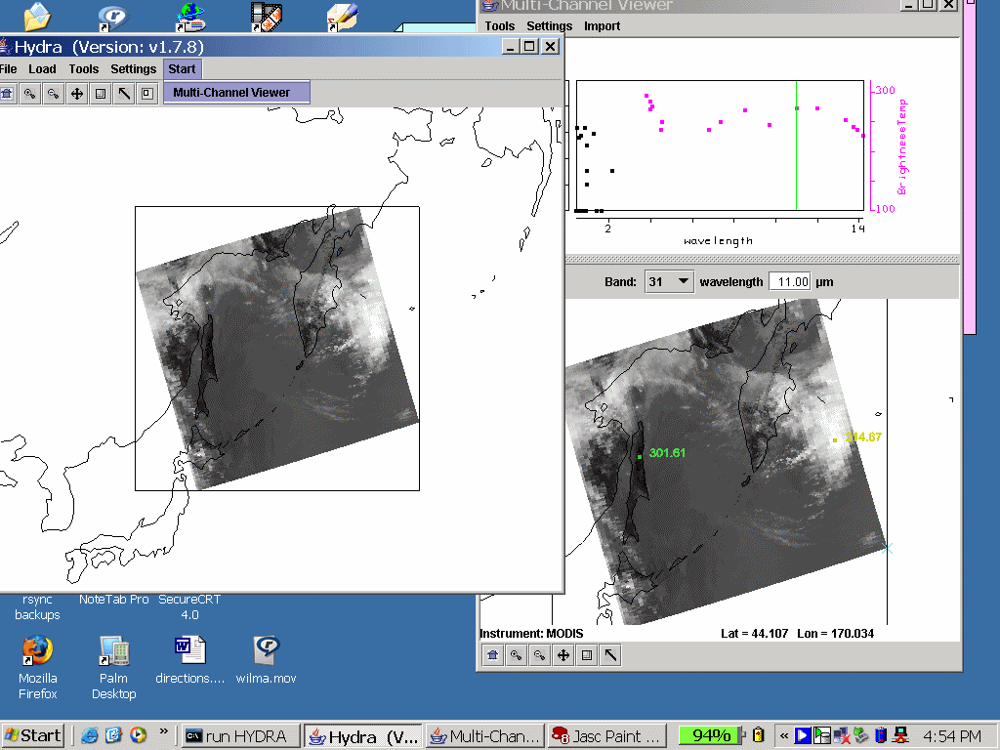 Multi-Channel Viewer
Tools Settings Import
Hydra (Version: v1.7.8)
File Load Tools Settings Start
Multi-Channel Viewer
300
BrightnessTemp
100
2 14
wavelength
Band: 31 wavelength 11.00 µm
301.61
214.67
Instrument: MODIS Lat = 44.107 Lon = 170.034
rsync backups
NoteTab Pro
SecureCRT 4.0
Mozilla Firefox
Palm Desktop
directions....
wilma.mov
Start
»
run HYDRA
Hydra (V...
Multi-Chan...
Jasc Paint ...
94%
«
4:54 PM